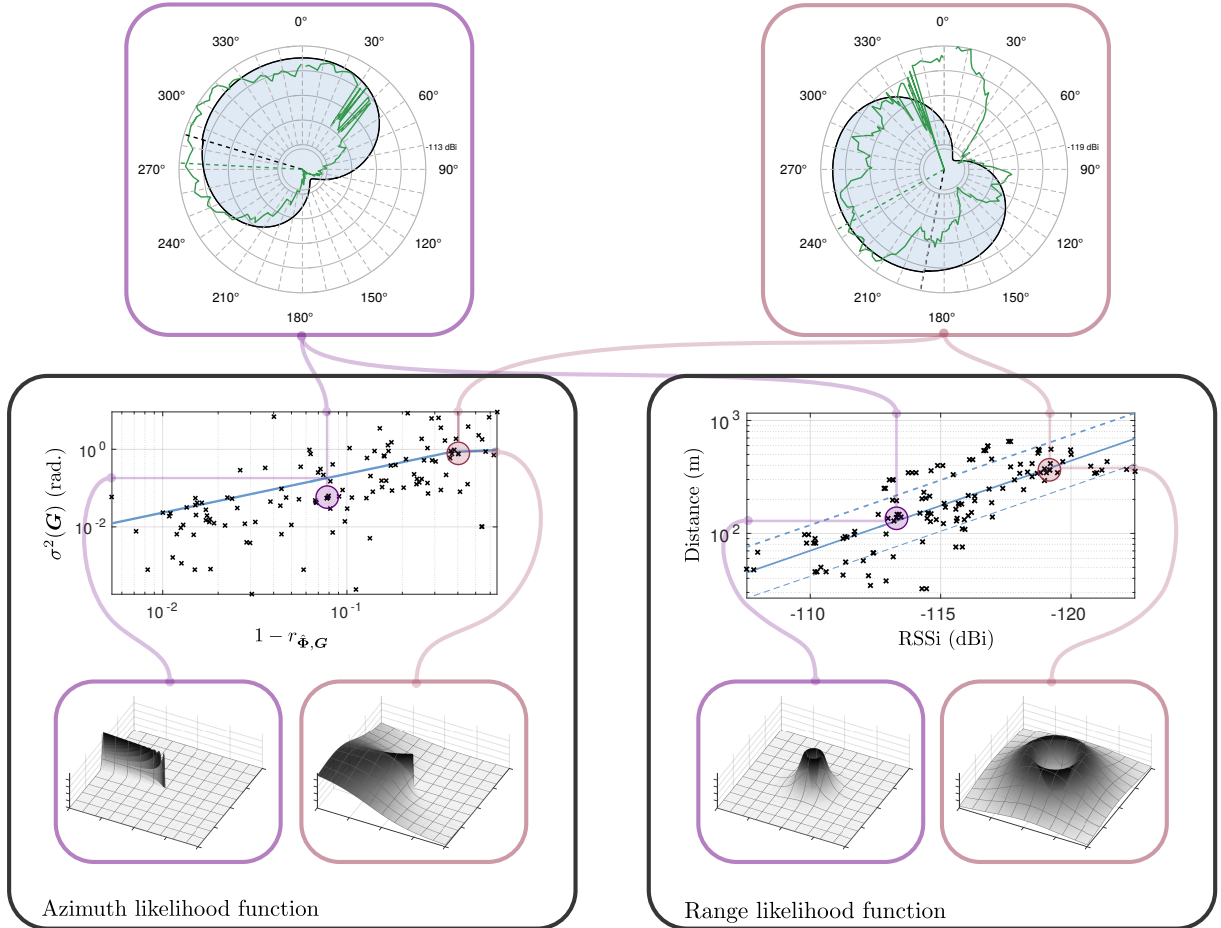 0°
330° 30°
300° 60°
-113 dBi
270° 90°
240° 120°
210° 150°
180°
0°
330° 30°
300° 60°
-119 dBi
270° 90°
240° 120°
210° 150°
180°
σ²(G) (rad.)
10⁰
10⁻²
10⁻² 10⁻¹
1 − r_Φ̂,G
Distance (m)
10³
10²
-110 -115 -120
RSSi (dBi)
Azimuth likelihood function
Range likelihood function